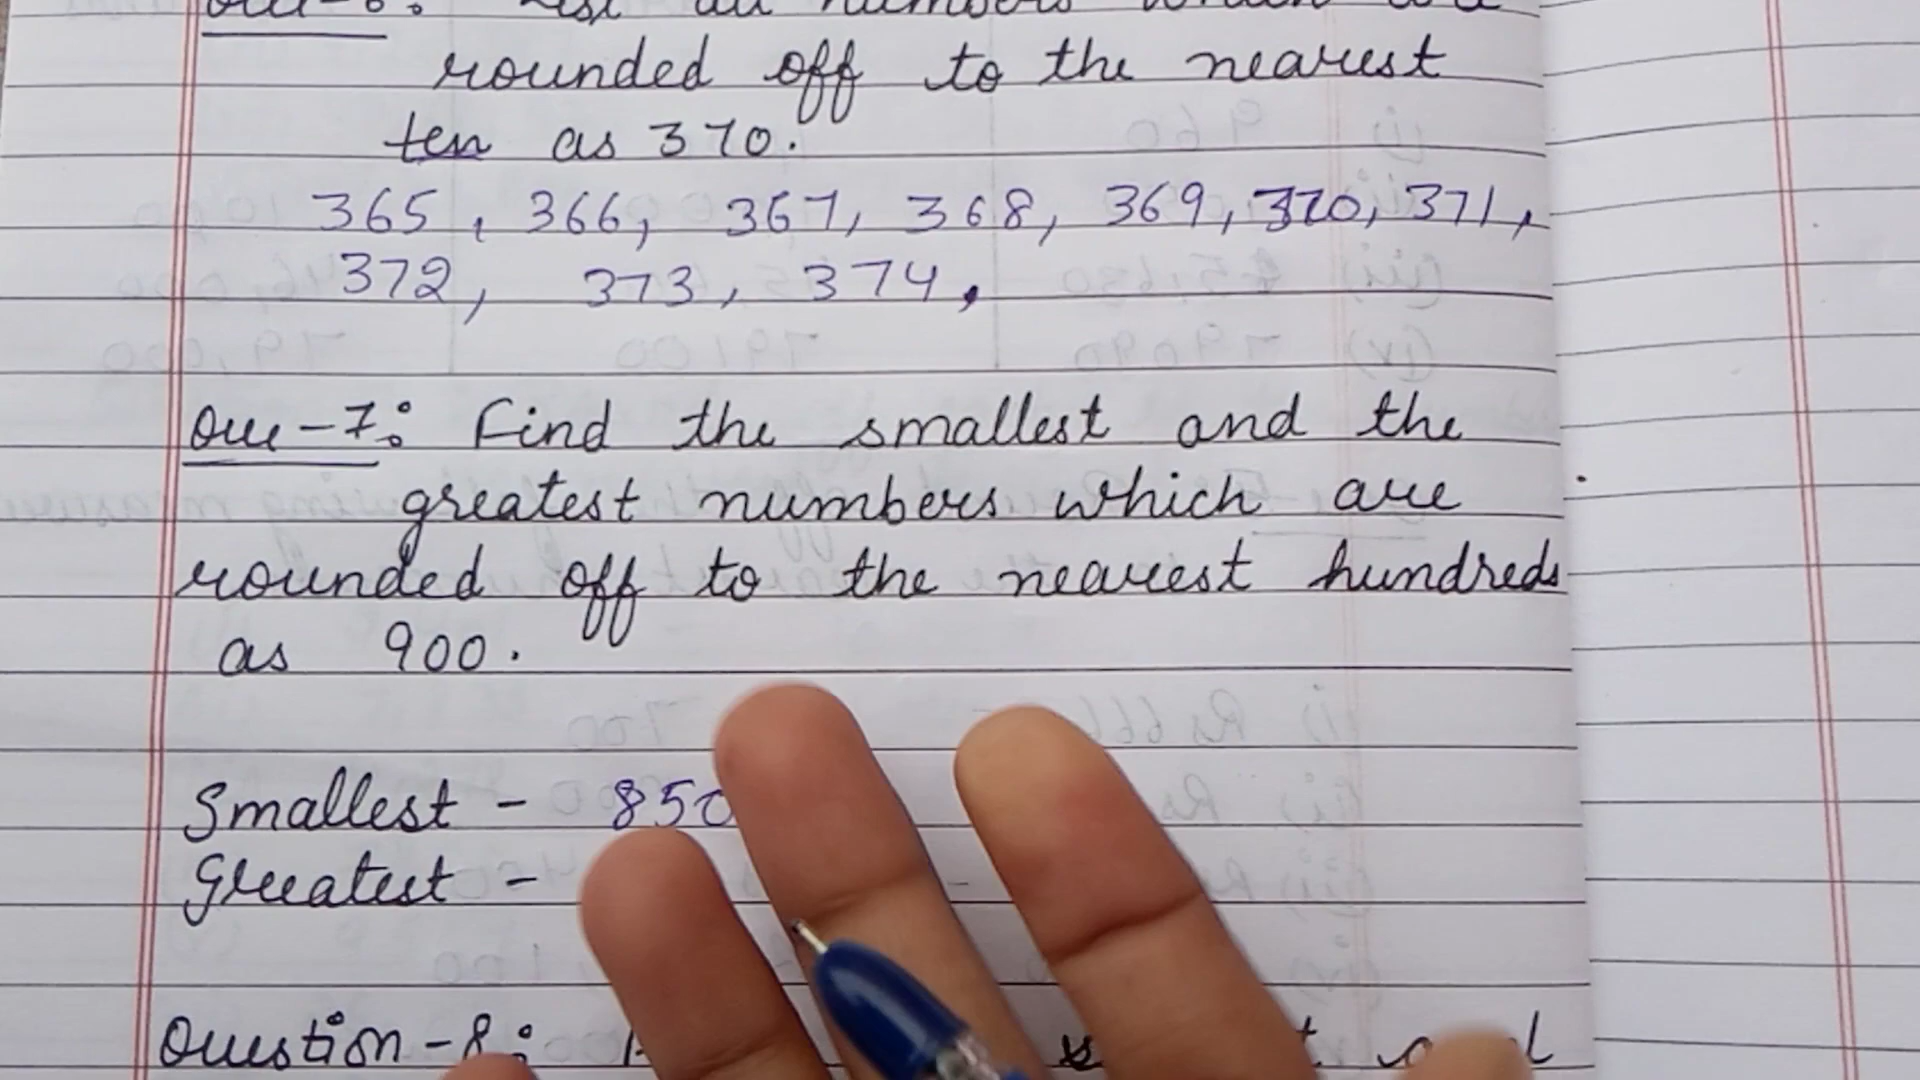 rounded off to the nearest
ten as 370.
365, 366, 367, 368, 369, 370, 371,
372, 373, 374,
Que-7: Find the smallest and the
greatest numbers which are
rounded off to the nearest hundreds
as 900.
Smallest - 850
Greatest -
Question-8: